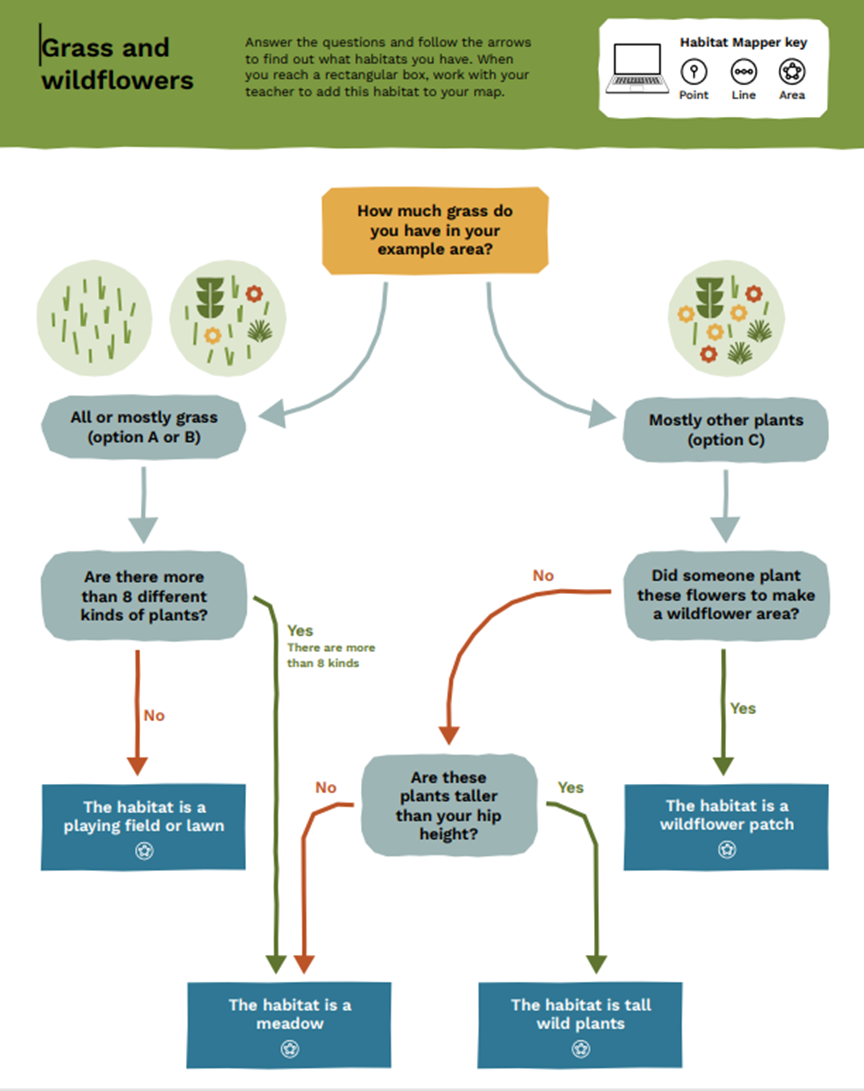 Grass and
wildflowers
Answer the questions and follow the arrows
to find out what habitats you have. When
you reach a rectangular box, work with your
teacher to add this habitat to your map.
Habitat Mapper key
Point
Line
Area
How much grass do
you have in your
example area?
All or mostly grass
(option A or B)
Mostly other plants
(option C)
Are there more
than 8 different
kinds of plants?
Did someone plant
these flowers to make
a wildflower area?
No
Yes
There are more
than 8 kinds
No
Yes
Are these
plants taller
than your hip
height?
No
Yes
The habitat is a
playing field or lawn
The habitat is a
wildflower patch
The habitat is a
meadow
The habitat is tall
wild plants